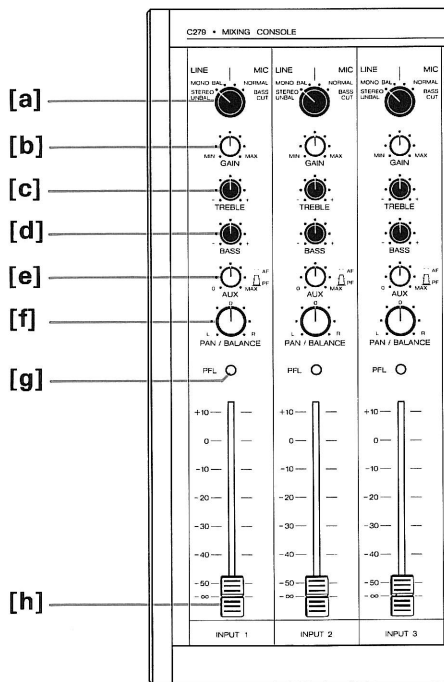 C279 • MIXING CONSOLE
LINE MIC LINE MIC LINE MIC
MONO BAL NORMAL MONO BAL NORMAL MONO BAL NORMAL
[a] STEREO UNBAL BASS CUT STEREO UNBAL BASS CUT STEREO UNBAL BASS CUT
[b] MIN MAX MIN MAX MIN MAX
GAIN GAIN GAIN
[c] - + - + - +
TREBLE TREBLE TREBLE
[d] - + - + - +
BASS BASS BASS
[e] AF AF AF
0 MAX PF 0 MAX PF 0 MAX PF
AUX AUX AUX
[f] 0 0 0
L R L R L R
PAN / BALANCE PAN / BALANCE PAN / BALANCE
[g] PFL PFL PFL
+10 +10 +10
0 0 0
-10 -10 -10
-20 -20 -20
-30 -30 -30
-40 -40 -40
-50 -50 -50
[h] ∞ ∞ ∞
INPUT 1 INPUT 2 INPUT 3